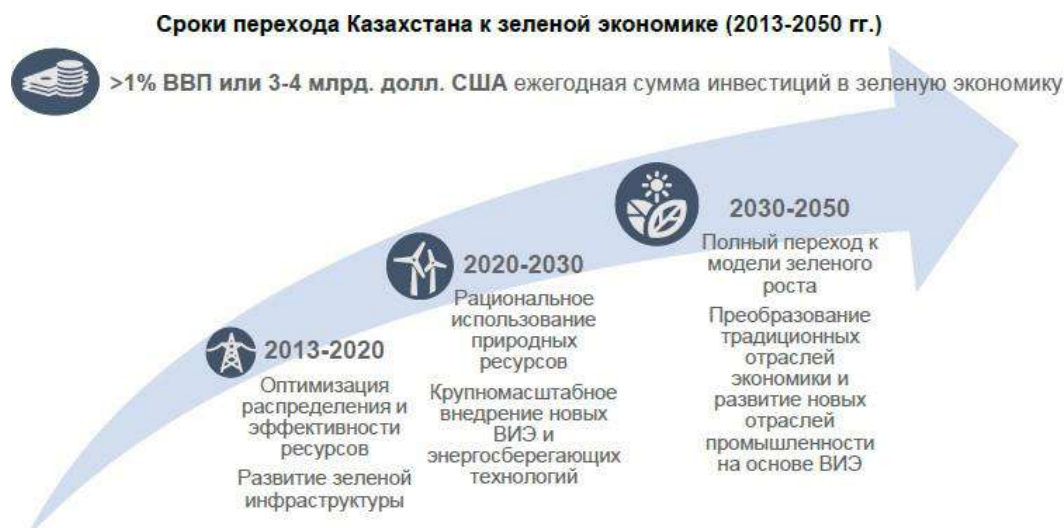 Сроки перехода Казахстана к зеленой экономике (2013-2050 гг.)
>1% ВВП или 3-4 млрд. долл. США ежегодная сумма инвестиций в зеленую экономику
2013-2020
Оптимизация
распределения и
эффективности
ресурсов
Развитие зеленой
инфраструктуры
2020-2030
Рациональное
использование
природных
ресурсов
Крупномасштабное
внедрение новых
ВИЭ и
энергосберегающих
технологий
2030-2050
Полный переход к
модели зеленого
роста
Преобразование
традиционных
отраслей
экономики и
развитие новых
отраслей
промышленности
на основе ВИЭ